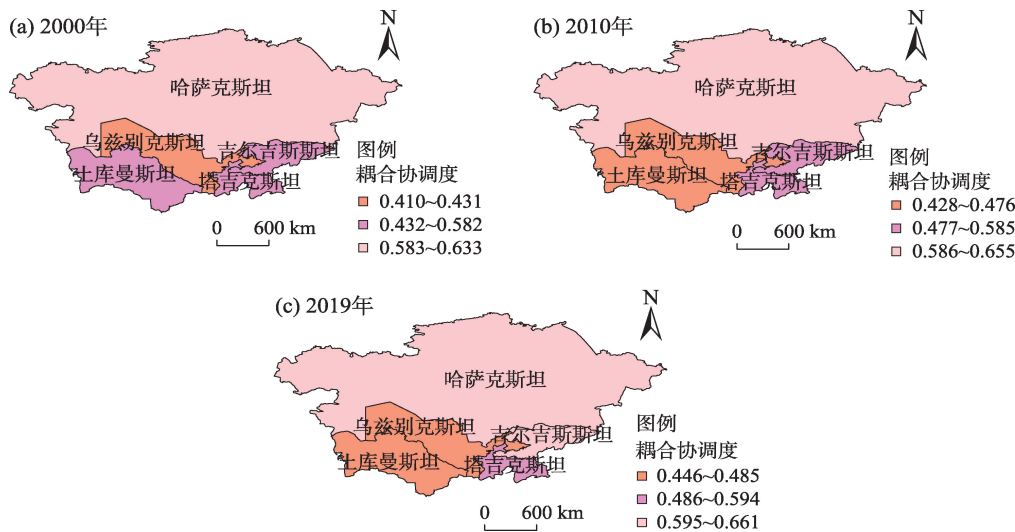 (a) 2000年
N
哈萨克斯坦
乌兹别克斯坦
吉尔吉斯斯坦
土库曼斯坦
塔吉克斯坦
图例
耦合协调度
0.410~0.431
0.432~0.582
0.583~0.633
0 600 km
(b) 2010年
N
哈萨克斯坦
乌兹别克斯坦
吉尔吉斯斯坦
土库曼斯坦
塔吉克斯坦
图例
耦合协调度
0.428~0.476
0.477~0.585
0.586~0.655
0 600 km
(c) 2019年
N
哈萨克斯坦
乌兹别克斯坦
吉尔吉斯斯坦
土库曼斯坦
塔吉克斯坦
图例
耦合协调度
0.446~0.485
0.486~0.594
0.595~0.661
0 600 km